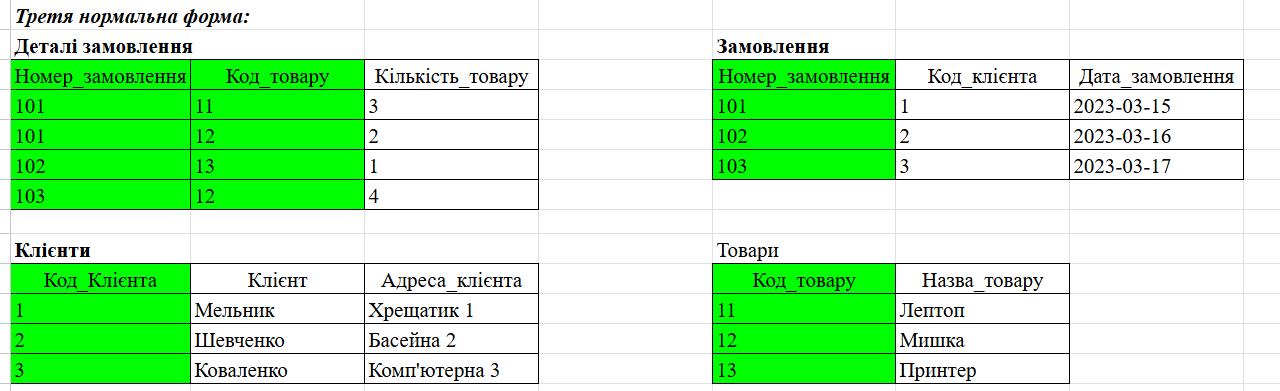 Третя нормальна форма:
Деталі замовлення
Номер_замовлення Код_товару Кількість_товару
101 11 3
101 12 2
102 13 1
103 12 4
Замовлення
Номер_замовлення Код_клієнта Дата_замовлення
101 1 2023-03-15
102 2 2023-03-16
103 3 2023-03-17
Клієнти
Код_Клієнта Клієнт Адреса_клієнта
1 Мельник Хрещатик 1
2 Шевченко Басейна 2
3 Коваленко Комп'ютерна 3
Товари
Код_товару Назва_товару
11 Лептоп
12 Мишка
13 Принтер